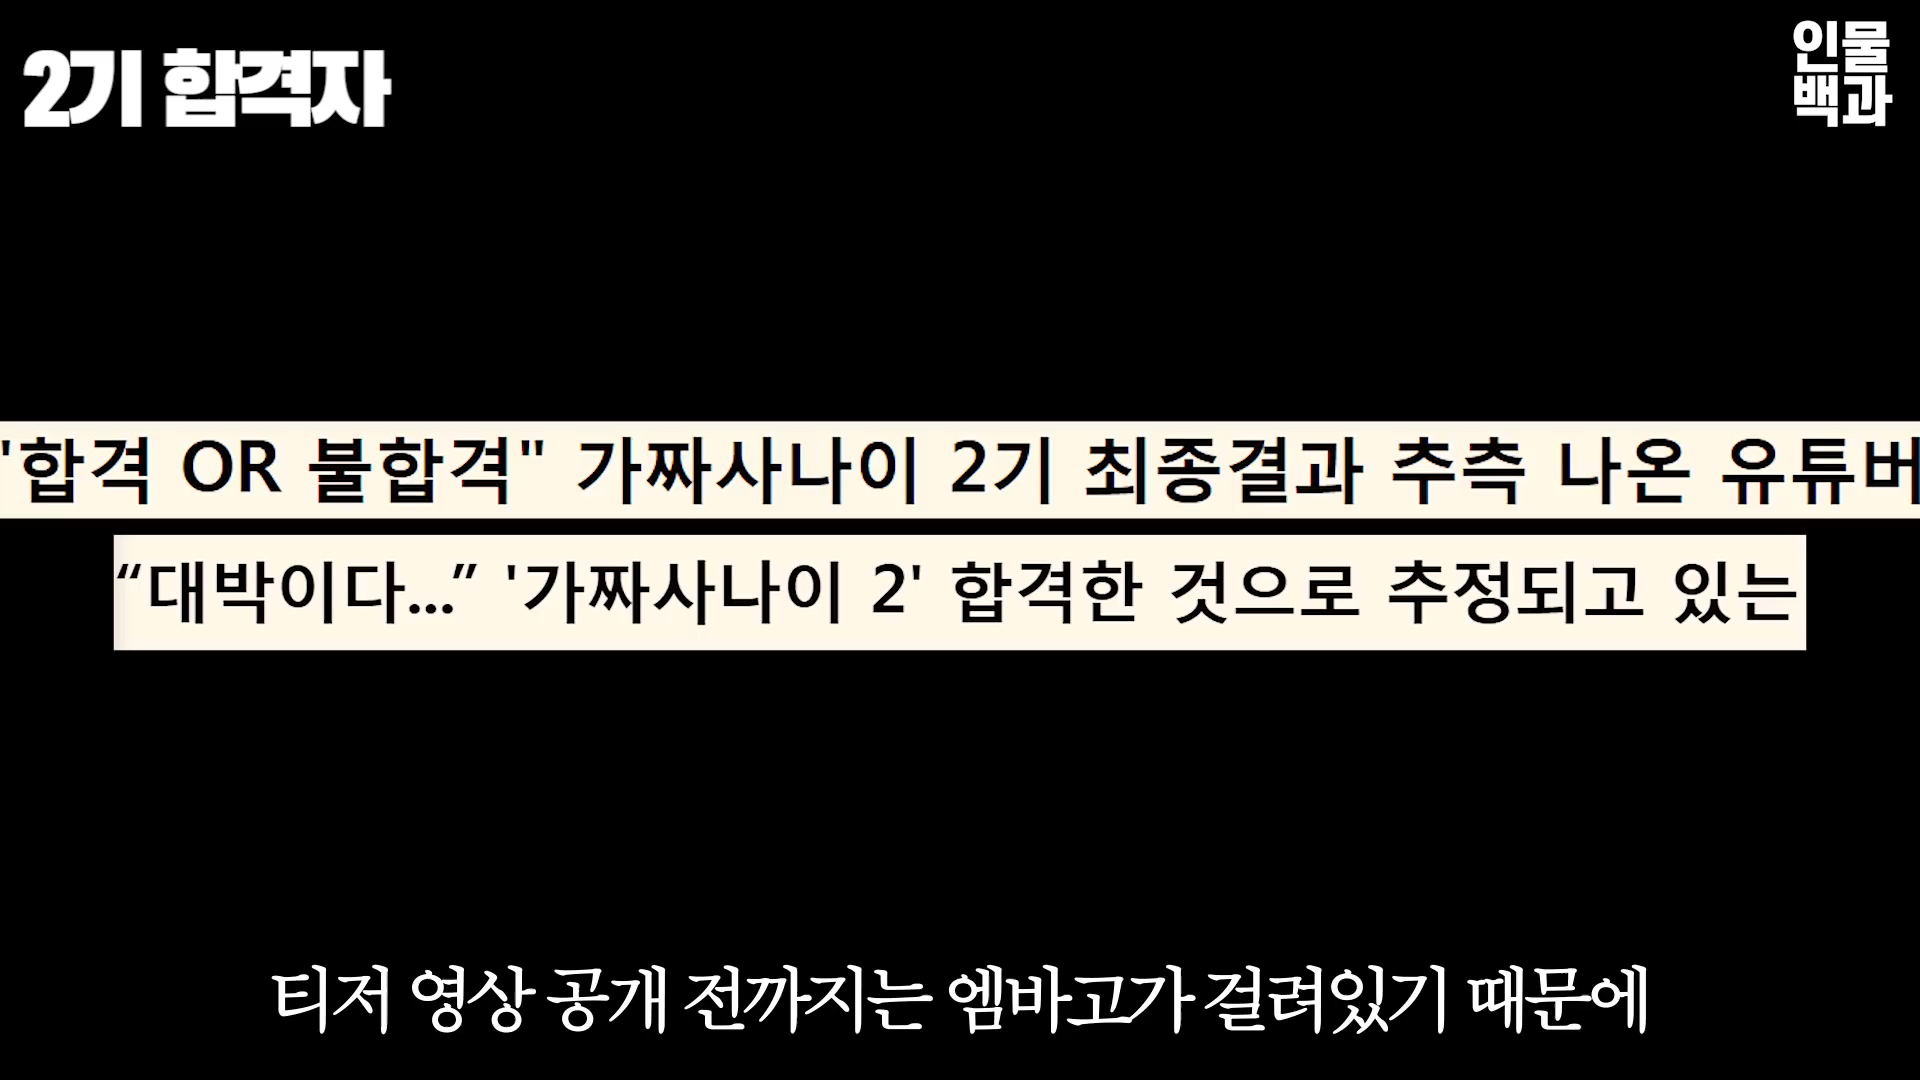 2기 합격자
인물
백과
'합격 OR 불합격" 가짜사나이 2기 최종결과 추측 나온 유튜버
“대박이다...” '가짜사나이 2' 합격한 것으로 추정되고 있는
티저 영상 공개 전까지는 엠바고가 걸려있기 때문에